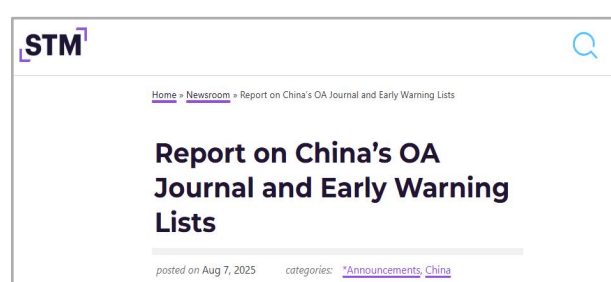 STM
Home » Newsroom » Report on China's OA Journal and Early Warning Lists
Report on China's OA
Journal and Early Warning
Lists
posted on Aug 7, 2025 categories: *Announcements, China